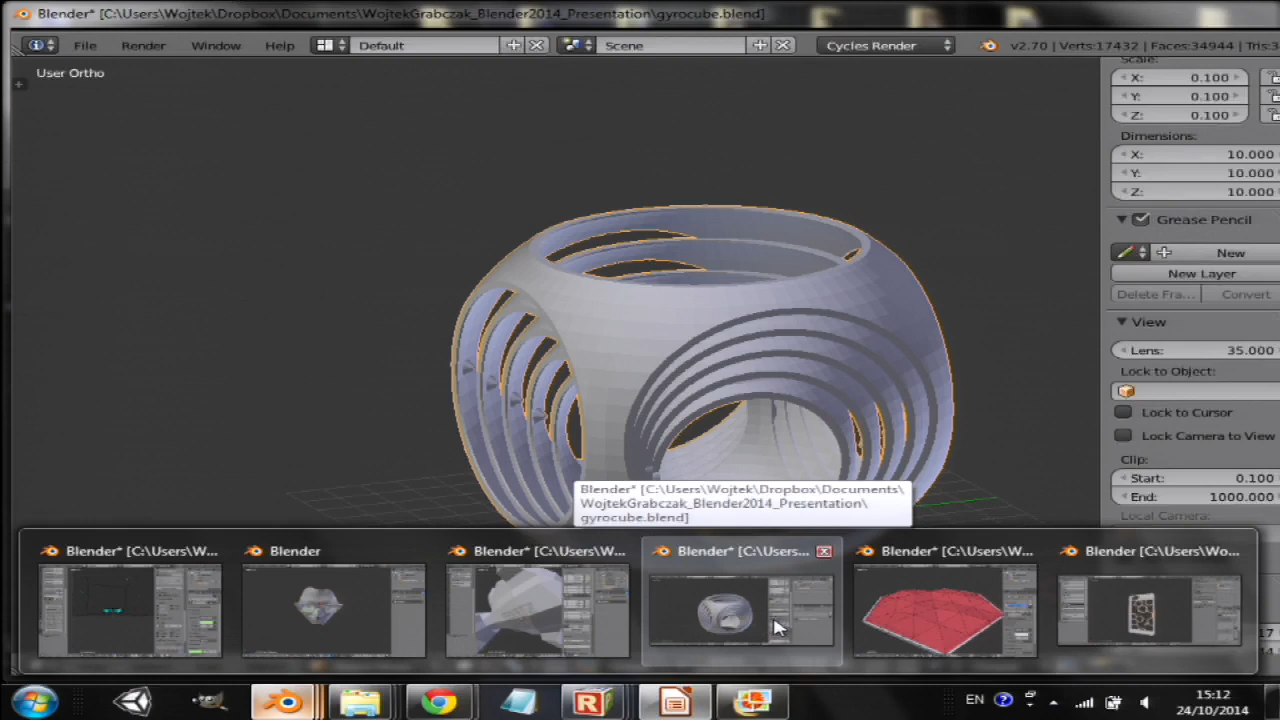 Blender* [C:\Users\Wojtek\Dropbox\Documents\WojtekGrabczak_Blender2014_Presentation\gyrocube.blend]
File Render Window Help Default Scene Cycles Render v2.70 | Verts:17432 | Faces:34944 | Tris:3
User Ortho
Scale:
X: 0.100
Y: 0.100
Z: 0.100
Dimensions:
X: 10.000
Y: 10.000
Z: 10.000
Grease Pencil
New
New Layer
Delete Fra... Convert
View
Lens: 35.000
Lock to Object:
Lock to Cursor
Lock Camera to View
Clip:
Start: 0.100
End: 1000.000
Local Camera:
Blender* [C:\Users\Wojtek\Dropbox\Documents\
WojtekGrabczak_Blender2014_Presentation\
gyrocube.blend]
Blender* [C:\Users\W... Blender Blender* [C:\Users\W... Blender* [C:\Users... Blender* [C:\Users\W... Blender [C:\Users\Wo...
17
EN 15:12
24/10/2014